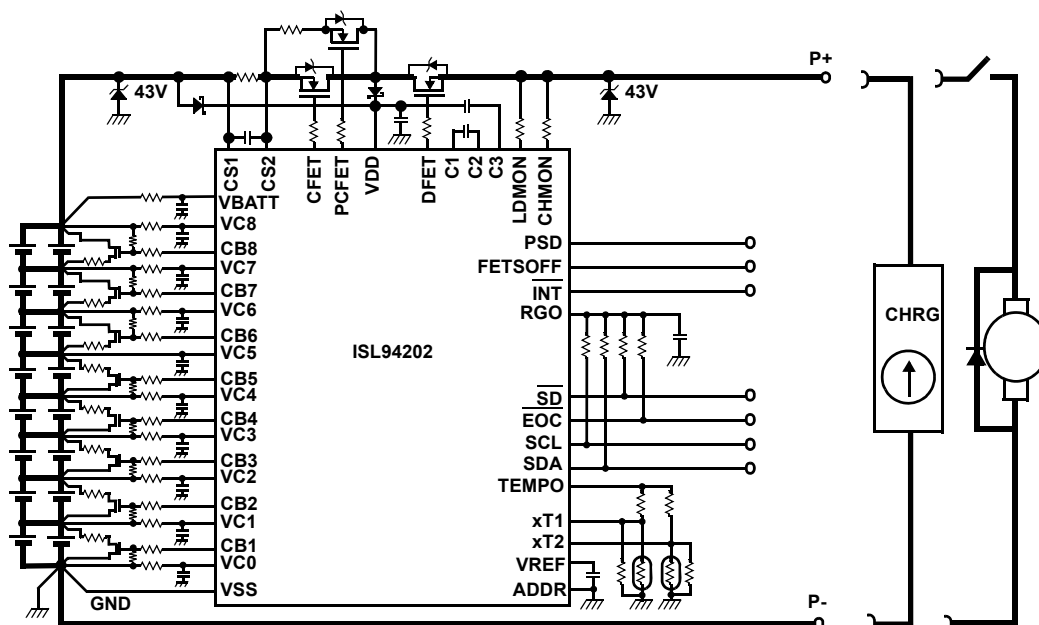 P+
43V
43V
CS1
CS2
CFET
PCFET
VDD
DFET
C1
C2
C3
LDMON
CHMON
VBATT
VC8
CB8
VC7
CB7
VC6
CB6
VC5
CB5
VC4
CB4
VC3
CB3
VC2
CB2
VC1
CB1
VC0
VSS
GND
ISL94202
PSD
FETSOFF
INT
RGO
SD
EOC
SCL
SDA
TEMPO
xT1
xT2
VREF
ADDR
CHRG
P-